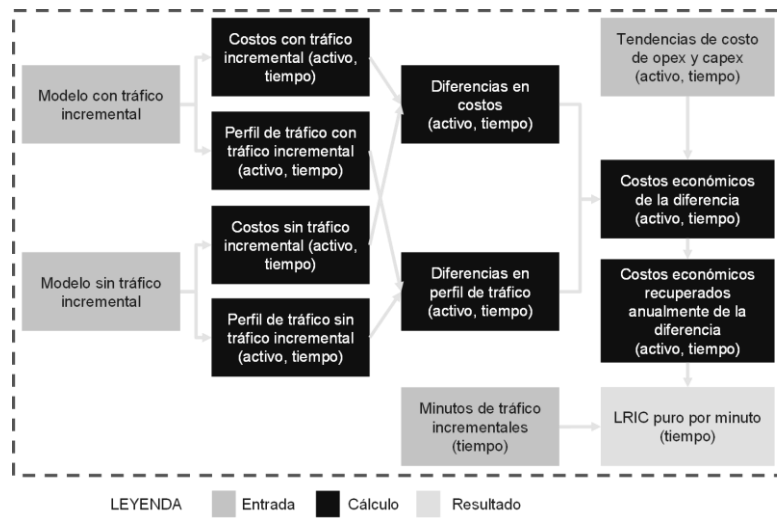 Modelo con tráfico
incremental
Costos con tráfico
incremental (activo,
tiempo)
Perfil de tráfico con
tráfico incremental
(activo, tiempo)
Modelo sin tráfico
incremental
Costos sin tráfico
incremental (activo,
tiempo)
Perfil de tráfico sin
tráfico incremental
(activo, tiempo)
Diferencias en
costos
(activo, tiempo)
Diferencias en
perfil de tráfico
(activo, tiempo)
Tendencias de costo
de opex y capex
(activo, tiempo)
Costos económicos
de la diferencia
(activo, tiempo)
Costos económicos
recuperados
anualmente de la
diferencia
(activo, tiempo)
Minutos de tráfico
incrementales
(tiempo)
LRIC puro por minuto
(tiempo)
LEYENDA
Entrada
Cálculo
Resultado